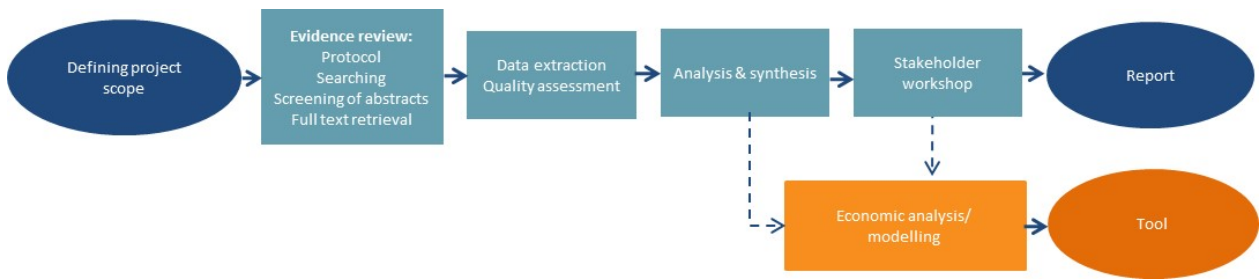 Defining project
scope
Evidence review:
Protocol
Searching
Screening of abstracts
Full text retrieval
Data extraction
Quality assessment
Analysis & synthesis
Stakeholder
workshop
Report
Economic analysis/
modelling
Tool